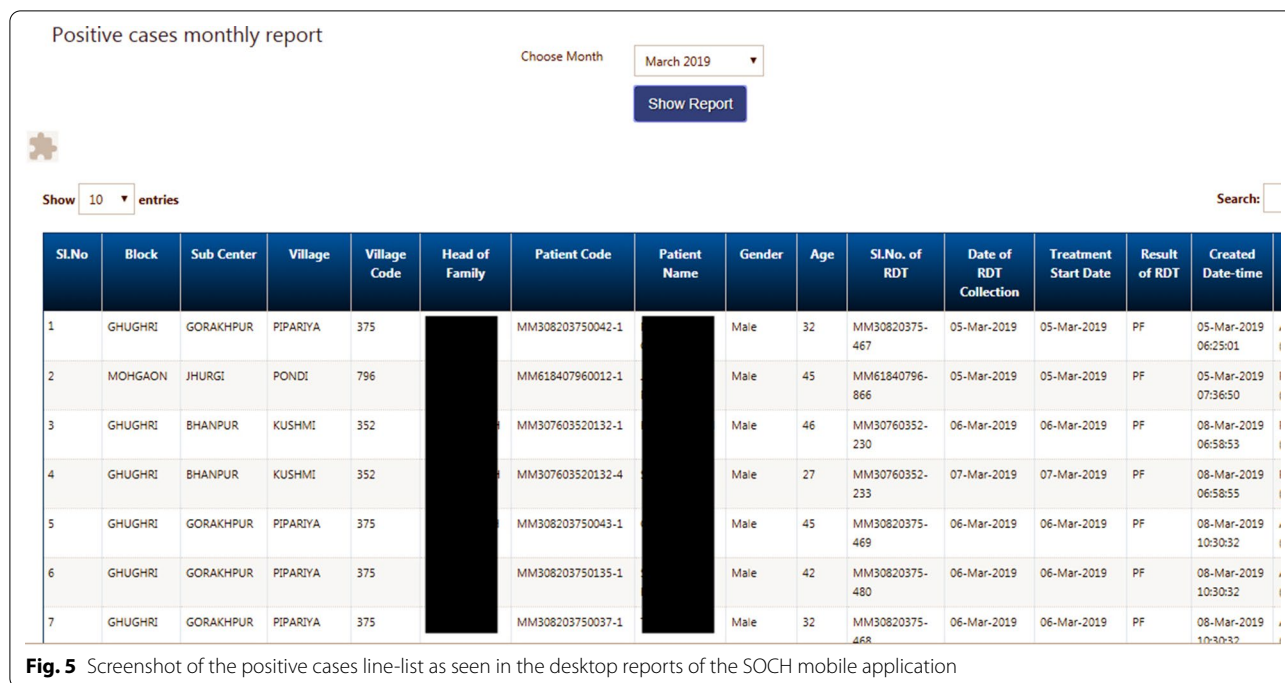 Positive cases monthly report
Choose Month March 2019
Show Report
Show 10 entries Search:
Sl.No Block Sub Center Village Village Code Head of Family Patient Code Patient Name Gender Age Sl.No. of RDT Date of RDT Collection Treatment Start Date Result of RDT Created Date-time
1 GHUGHRI GORAKHPUR PIPARIYA 375 MM308203750042-1 Male 32 MM30820375-467 05-Mar-2019 05-Mar-2019 PF 05-Mar-2019 06:25:01
2 MOHGAON JHURGI PONDI 796 MM618407960012-1 Male 45 MM61840796-866 05-Mar-2019 05-Mar-2019 PF 05-Mar-2019 07:36:50
3 GHUGHRI BHANPUR KUSHMI 352 MM307603520132-1 Male 46 MM30760352-230 06-Mar-2019 06-Mar-2019 PF 08-Mar-2019 06:58:53
4 GHUGHRI BHANPUR KUSHMI 352 MM307603520132-4 Male 27 MM30760352-233 07-Mar-2019 07-Mar-2019 PF 08-Mar-2019 06:58:55
5 GHUGHRI GORAKHPUR PIPARIYA 375 MM308203750043-1 Male 45 MM30820375-469 06-Mar-2019 06-Mar-2019 PF 08-Mar-2019 10:30:32
6 GHUGHRI GORAKHPUR PIPARIYA 375 MM308203750135-1 Male 42 MM30820375-480 06-Mar-2019 06-Mar-2019 PF 08-Mar-2019 10:30:32
7 GHUGHRI GORAKHPUR PIPARIYA 375 MM308203750037-1 Male 32 MM30820375-468 06-Mar-2019 06-Mar-2019 PF 08-Mar-2019 10:30:32
Fig. 5 Screenshot of the positive cases line-list as seen in the desktop reports of the SOCH mobile application